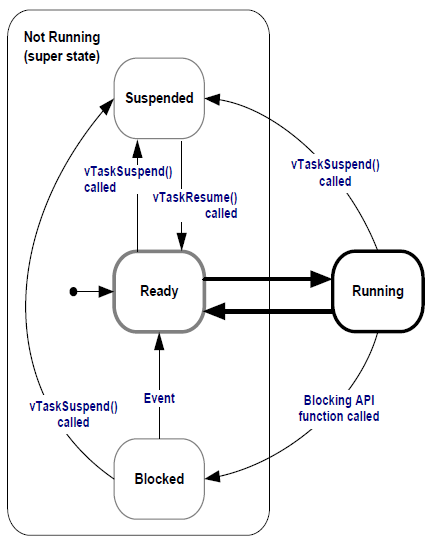 Not Running
(super state)
Suspended
vTaskSuspend()
called
vTaskResume()
called
vTaskSuspend()
called
Ready
Running
Event
vTaskSuspend()
called
Blocking API
function called
Blocked